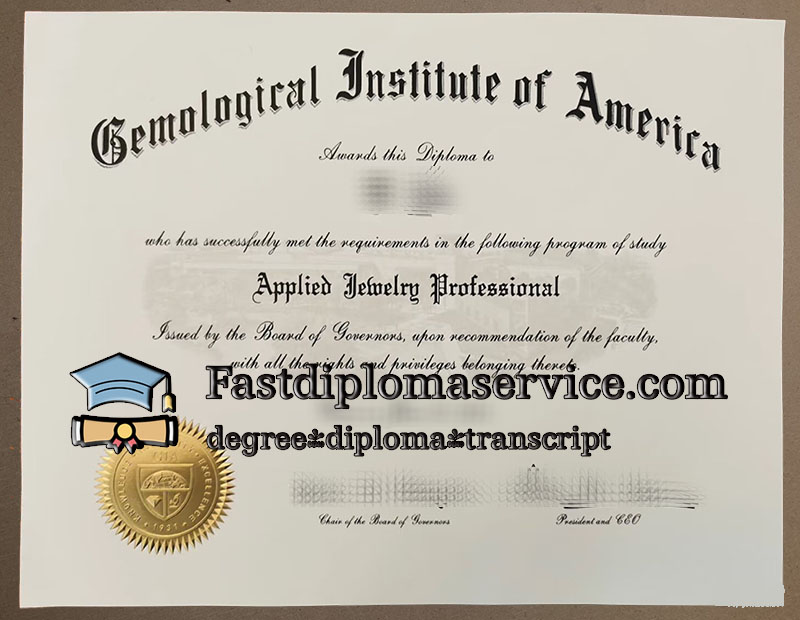 Gemological Institute of America
Awards this Diploma to
who has successfully met the requirements in the following program of study
Applied Jewelry Professional
Issued by the Board of Governors, upon recommendation of the faculty,
with all the rights and privileges belonging thereto.
Fastdiplomaservice.com
degree*diploma*transcript
EXCELLENCE
1931
Chair of the Board of Governors
President and CEO